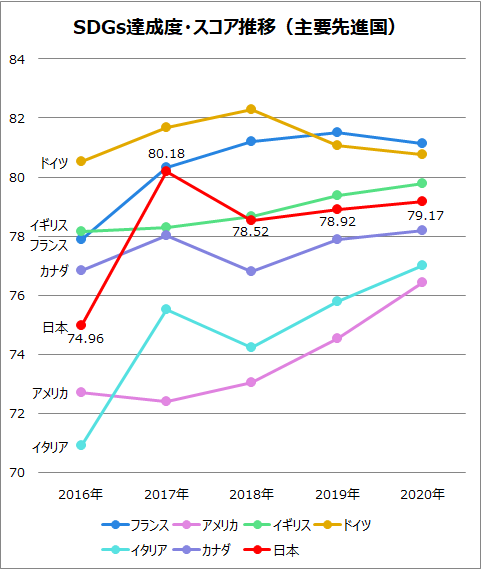 SDGs達成度・スコア推移（主要先進国）
84
82
80
78
76
74
72
70
ドイツ
イギリス
フランス
カナダ
日本
アメリカ
イタリア
74.96
80.18
78.52
78.92
79.17
2016年 2017年 2018年 2019年 2020年
フランス アメリカ イギリス ドイツ
イタリア カナダ 日本